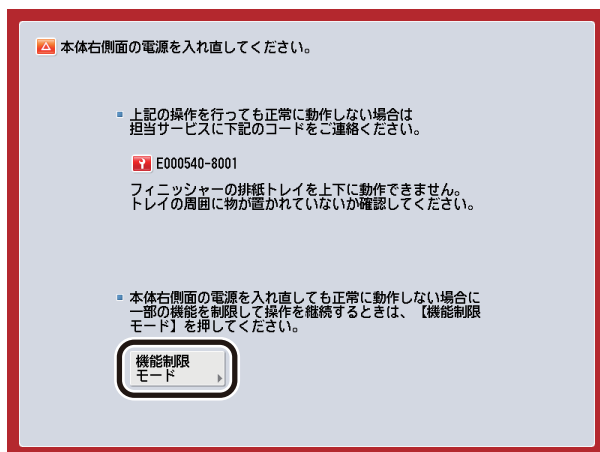 本体右側面の電源を入れ直してください。
上記の操作を行っても正常に動作しない場合は
担当サービスに下記のコードをご連絡ください。
E000540-8001
フィニッシャーの排紙トレイを上下に動作できません。
トレイの周囲に物が置かれていないか確認してください。
本体右側面の電源を入れ直しても正常に動作しない場合に
一部の機能を制限して操作を継続するときは、【機能制限
モード】を押してください。
機能制限
モード